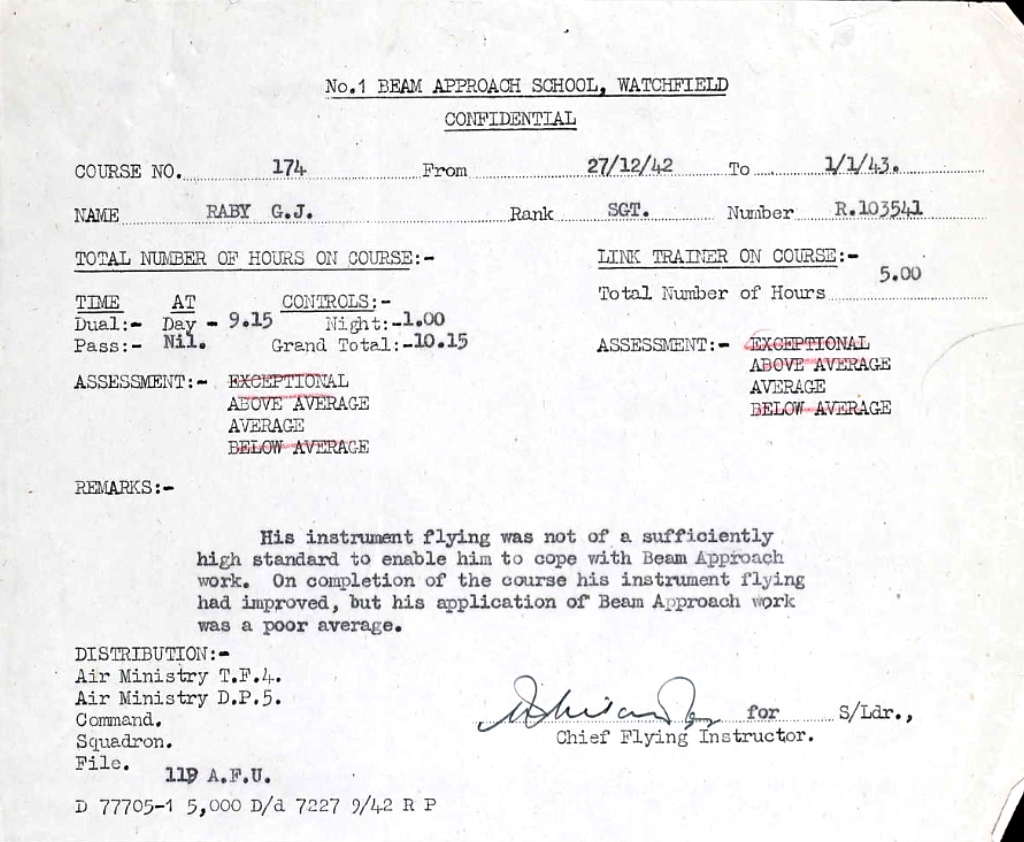 No.1 BEAM APPROACH SCHOOL, WATCHFIELD
CONFIDENTIAL
COURSE NO. 174 From 27/12/42 To 1/1/43.
NAME RABY G.J. Rank SGT. Number R.103541
TOTAL NUMBER OF HOURS ON COURSE:-
LINK TRAINER ON COURSE:-
Total Number of Hours 5.00
TIME AT CONTROLS:-
Dual:- Day - 9.15 Night:-1.00
Pass:- Nil. Grand Total:-10.15
ASSESSMENT:- EXCEPTIONAL
ABOVE AVERAGE
AVERAGE
BELOW AVERAGE
ASSESSMENT:- EXCEPTIONAL
ABOVE AVERAGE
AVERAGE
BELOW AVERAGE
REMARKS:-
His instrument flying was not of a sufficiently
high standard to enable him to cope with Beam Approach
work. On completion of the course his instrument flying
had improved, but his application of Beam Approach work
was a poor average.
DISTRIBUTION:-
Air Ministry T.F.4.
Air Ministry D.P.5.
Command.
Squadron.
File.
for S/Ldr.,
Chief Flying Instructor.
A.F.U.
D 77705-1 5,000 D/d 7227 9/42 R P